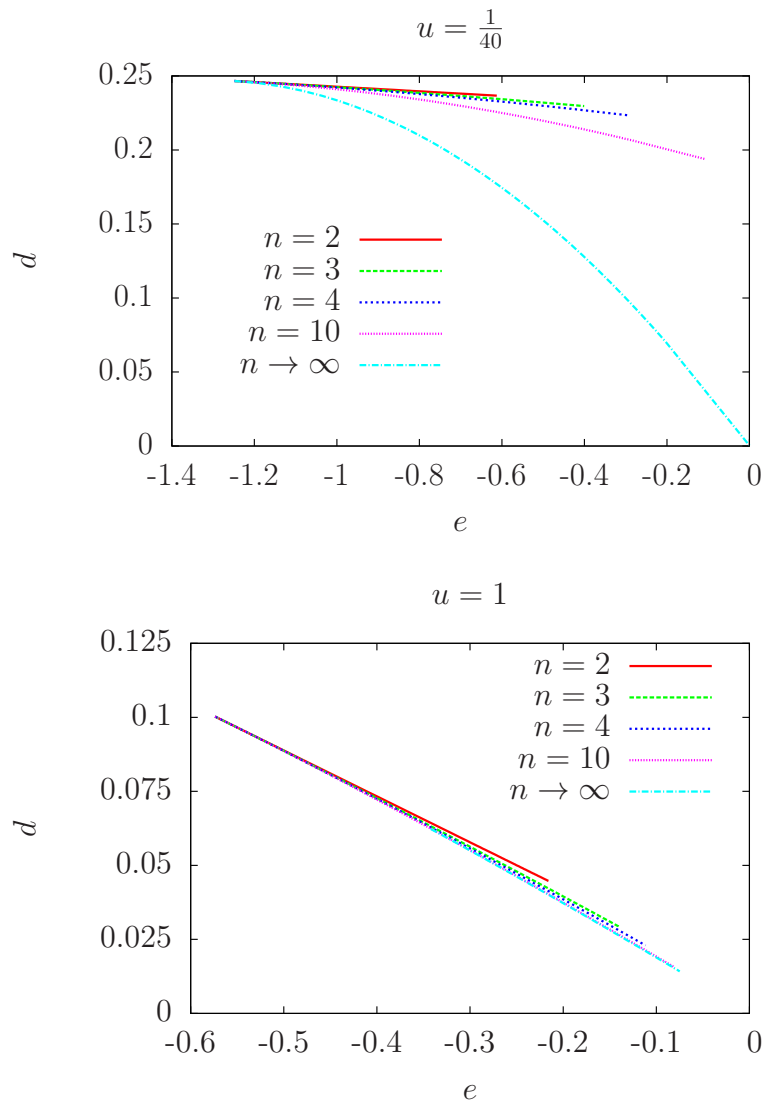 u = 1/40
0.25
0.2
0.15
0.1
0.05
0
d
n = 2
n = 3
n = 4
n = 10
n → ∞
-1.4 -1.2 -1 -0.8 -0.6 -0.4 -0.2 0
e
u = 1
0.125
0.1
0.075
0.05
0.025
0
d
n = 2
n = 3
n = 4
n = 10
n → ∞
-0.6 -0.5 -0.4 -0.3 -0.2 -0.1 0
e